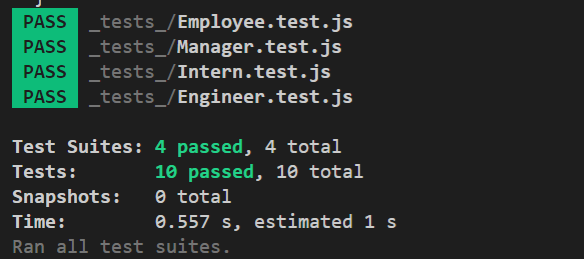 PASS _tests_/Employee.test.js
PASS _tests_/Manager.test.js
PASS _tests_/Intern.test.js
PASS _tests_/Engineer.test.js
Test Suites: 4 passed, 4 total
Tests: 10 passed, 10 total
Snapshots: 0 total
Time: 0.557 s, estimated 1 s
Ran all test suites.